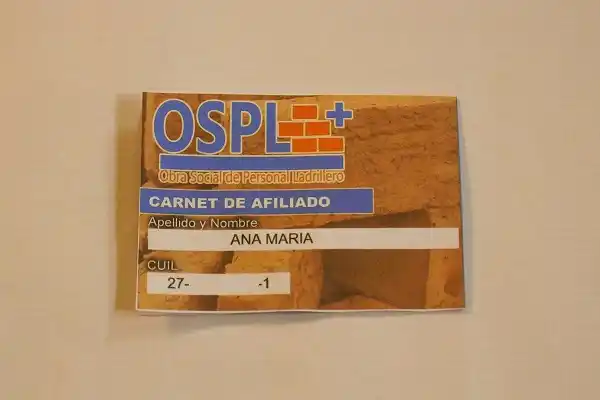 OSPL+
Obra Social de Personal Ladrillero
CARNET DE AFILIADO
Apellido y Nombre
ANA MARIA
CUIL
27- -1